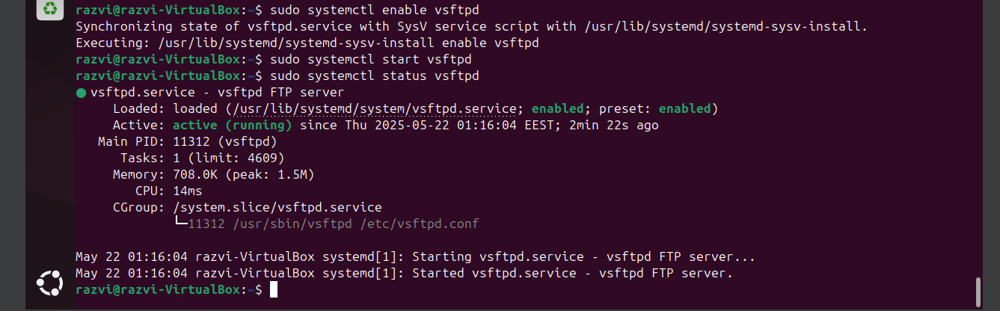 razvi@razvi-VirtualBox:~$ sudo systemctl enable vsftpd
Synchronizing state of vsftpd.service with SysV service script with /usr/lib/systemd/systemd-sysv-install.
Executing: /usr/lib/systemd/systemd-sysv-install enable vsftpd
razvi@razvi-VirtualBox:~$ sudo systemctl start vsftpd
razvi@razvi-VirtualBox:~$ sudo systemctl status vsftpd
● vsftpd.service - vsftpd FTP server
     Loaded: loaded (/usr/lib/systemd/system/vsftpd.service; enabled; preset: enabled)
     Active: active (running) since Thu 2025-05-22 01:16:04 EEST; 2min 22s ago
   Main PID: 11312 (vsftpd)
      Tasks: 1 (limit: 4609)
     Memory: 708.0K (peak: 1.5M)
        CPU: 14ms
     CGroup: /system.slice/vsftpd.service
             └─11312 /usr/sbin/vsftpd /etc/vsftpd.conf

May 22 01:16:04 razvi-VirtualBox systemd[1]: Starting vsftpd.service - vsftpd FTP server...
May 22 01:16:04 razvi-VirtualBox systemd[1]: Started vsftpd.service - vsftpd FTP server.
razvi@razvi-VirtualBox:~$